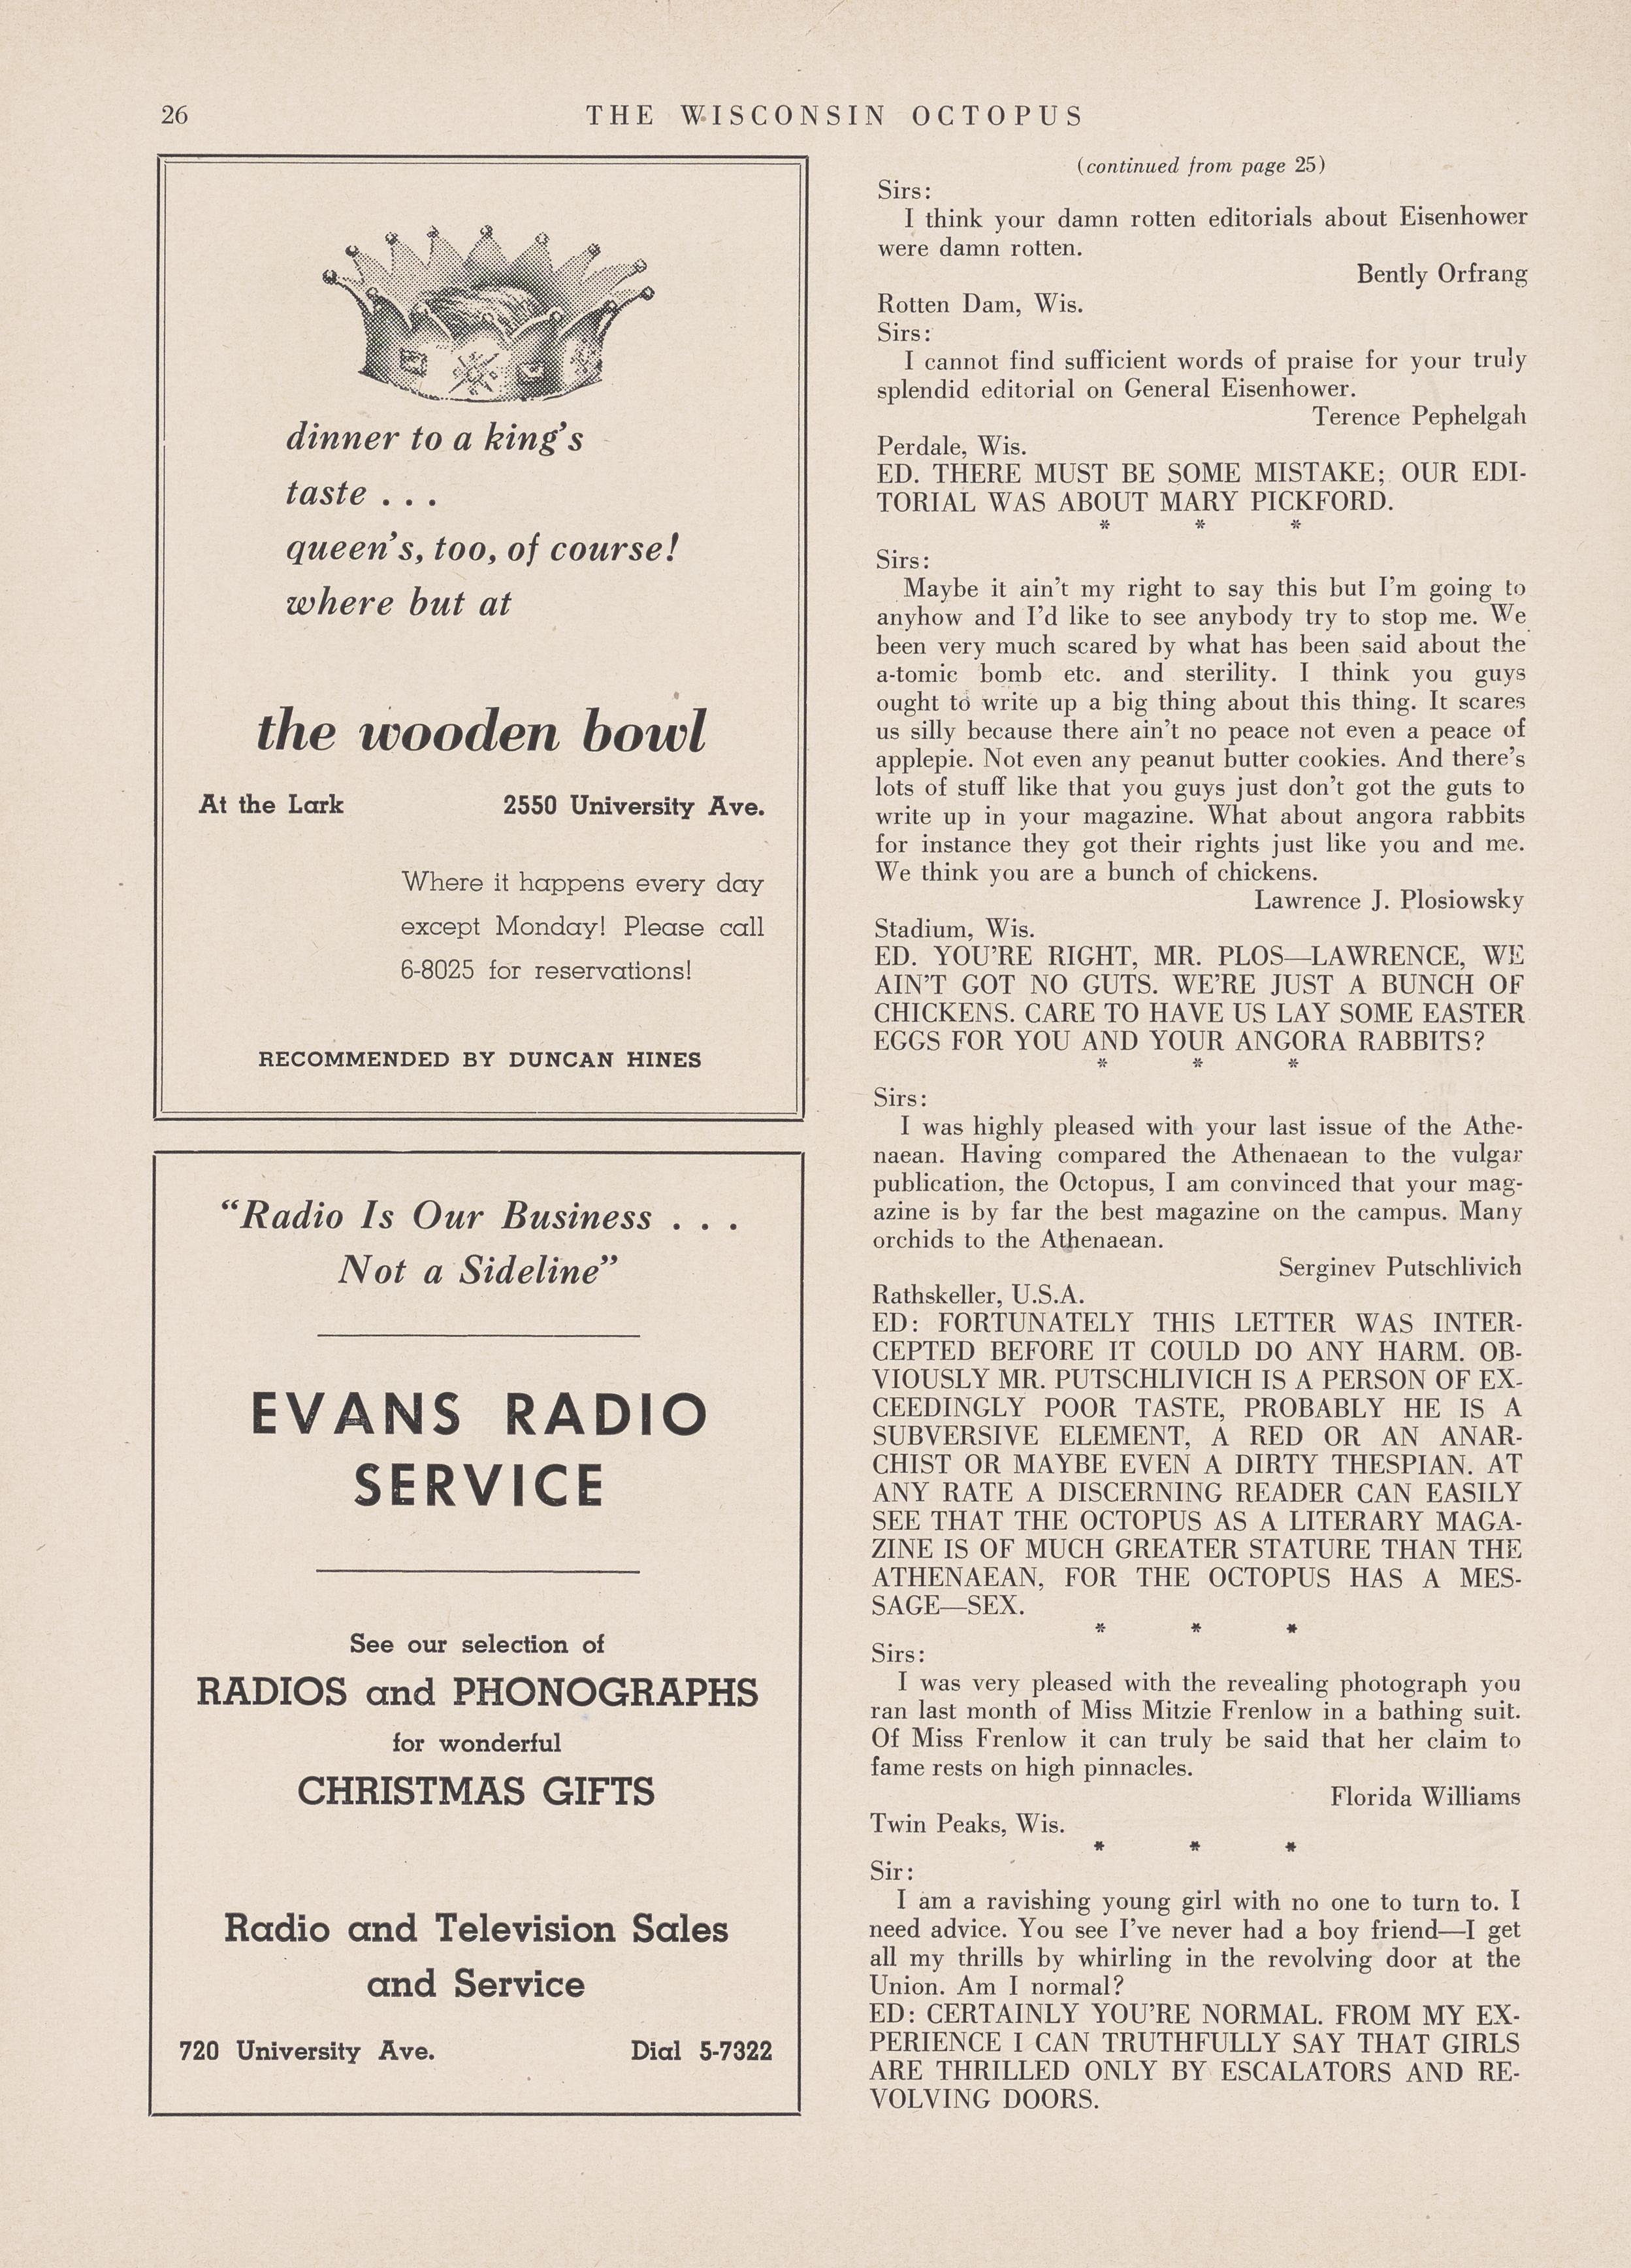 26
THE WISCONSIN OCTOPUS
dinner to a king's
taste . . .
queen's, too, of course!
where but at
the wooden bowl
At the Lark 2550 University Ave.
Where it happens every day
except Monday! Please call
6-8025 for reservations!
RECOMMENDED BY DUNCAN HINES
"Radio Is Our Business . . .
Not a Sideline"
EVANS RADIO
SERVICE
See our selection of
RADIOS and PHONOGRAPHS
for wonderful
CHRISTMAS GIFTS
Radio and Television Sales
and Service
720 University Ave. Dial 5-7322
(continued from page 25)
Sirs:
I think your damn rotten editorials about Eisenhower
were damn rotten.
Bently Orfrang
Rotten Dam, Wis.
Sirs:
I cannot find sufficient words of praise for your truly
splendid editorial on General Eisenhower.
Terence Pephelgah
Perdale, Wis.
ED. THERE MUST BE SOME MISTAKE; OUR EDI-
TORIAL WAS ABOUT MARY PICKFORD.
* * *
Sirs:
Maybe it ain't my right to say this but I'm going to
anyhow and I'd like to see anybody try to stop me. We
been very much scared by what has been said about the
a-tomic bomb etc. and sterility. I think you guys
ought to write up a big thing about this thing. It scares
us silly because there ain't no peace not even a peace of
applepie. Not even any peanut butter cookies. And there's
lots of stuff like that you guys just don't got the guts to
write up in your magazine. What about angora rabbits
for instance they got their rights just like you and me.
We think you are a bunch of chickens.
Lawrence J. Plosiowsky
Stadium, Wis.
ED. YOU'RE RIGHT, MR. PLOS—LAWRENCE, WE
AIN'T GOT NO GUTS. WE'RE JUST A BUNCH OF
CHICKENS. CARE TO HAVE US LAY SOME EASTER
EGGS FOR YOU AND YOUR ANGORA RABBITS?
* * *
Sirs:
I was highly pleased with your last issue of the Athe-
naean. Having compared the Athenaean to the vulgar
publication, the Octopus, I am convinced that your mag-
azine is by far the best magazine on the campus. Many
orchids to the Athenaean.
Serginev Putschlivich
Rathskeller, U.S.A.
ED: FORTUNATELY THIS LETTER WAS INTER-
CEPTED BEFORE IT COULD DO ANY HARM. OB-
VIOUSLY MR. PUTSCHLIVICH IS A PERSON OF EX-
CEEDINGLY POOR TASTE, PROBABLY HE IS A
SUBVERSIVE ELEMENT, A RED OR AN ANAR-
CHIST OR MAYBE EVEN A DIRTY THESPIAN. AT
ANY RATE A DISCERNING READER CAN EASILY
SEE THAT THE OCTOPUS AS A LITERARY MAGA-
ZINE IS OF MUCH GREATER STATURE THAN THE
ATHENAEAN, FOR THE OCTOPUS HAS A MES-
SAGE—SEX.
* * *
Sirs:
I was very pleased with the revealing photograph you
ran last month of Miss Mitzie Frenlow in a bathing suit.
Of Miss Frenlow it can truly be said that her claim to
fame rests on high pinnacles.
Florida Williams
Twin Peaks, Wis.
* * *
Sir:
I am a ravishing young girl with no one to turn to. I
need advice. You see I've never had a boy friend—I get
all my thrills by whirling in the revolving door at the
Union. Am I normal?
ED: CERTAINLY YOU'RE NORMAL. FROM MY EX-
PERIENCE I CAN TRUTHFULLY SAY THAT GIRLS
ARE THRILLED ONLY BY ESCALATORS AND RE-
VOLVING DOORS.